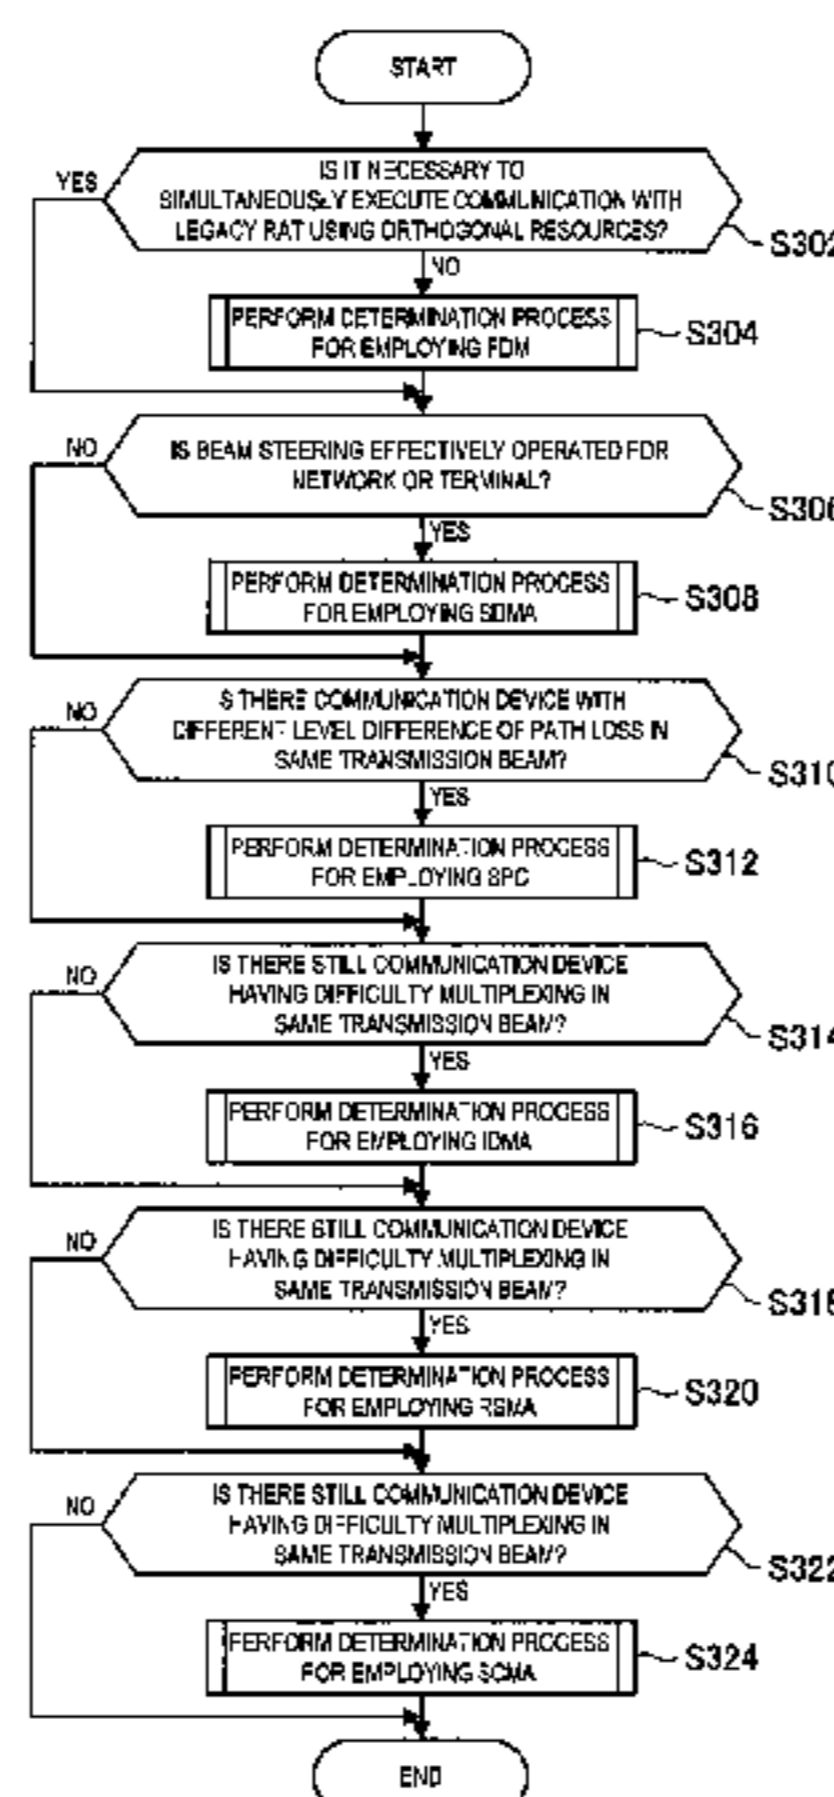 START
IS IT NECESSARY TO
SIMULTANEOUSLY EXECUTE COMMUNICATION WITH
LEGACY RAT USING ORTHOGONAL RESOURCES?
YES
S302
NO
PERFORM DETERMINATION PROCESS
FOR EMPLOYING FDM
S304
IS BEAM STEERING EFFECTIVELY OPERATED FOR
NETWORK OR TERMINAL?
NO
S306
YES
PERFORM DETERMINATION PROCESS
FOR EMPLOYING SDMA
S308
IS THERE COMMUNICATION DEVICE WITH
DIFFERENT LEVEL DIFFERENCE OF PATH LOSS IN
SAME TRANSMISSION BEAM?
NO
S310
YES
PERFORM DETERMINATION PROCESS
FOR EMPLOYING SPC
S312
IS THERE STILL COMMUNICATION DEVICE
HAVING DIFFICULTY MULTIPLEXING IN
SAME TRANSMISSION BEAM?
NO
S314
YES
PERFORM DETERMINATION PROCESS
FOR EMPLOYING IDMA
S316
IS THERE STILL COMMUNICATION DEVICE
HAVING DIFFICULTY MULTIPLEXING IN
SAME TRANSMISSION BEAM?
NO
S318
YES
PERFORM DETERMINATION PROCESS
FOR EMPLOYING RSMA
S320
IS THERE STILL COMMUNICATION DEVICE
HAVING DIFFICULTY MULTIPLEXING IN
SAME TRANSMISSION BEAM?
NO
S322
YES
PERFORM DETERMINATION PROCESS
FOR EMPLOYING SCMA
S324
END